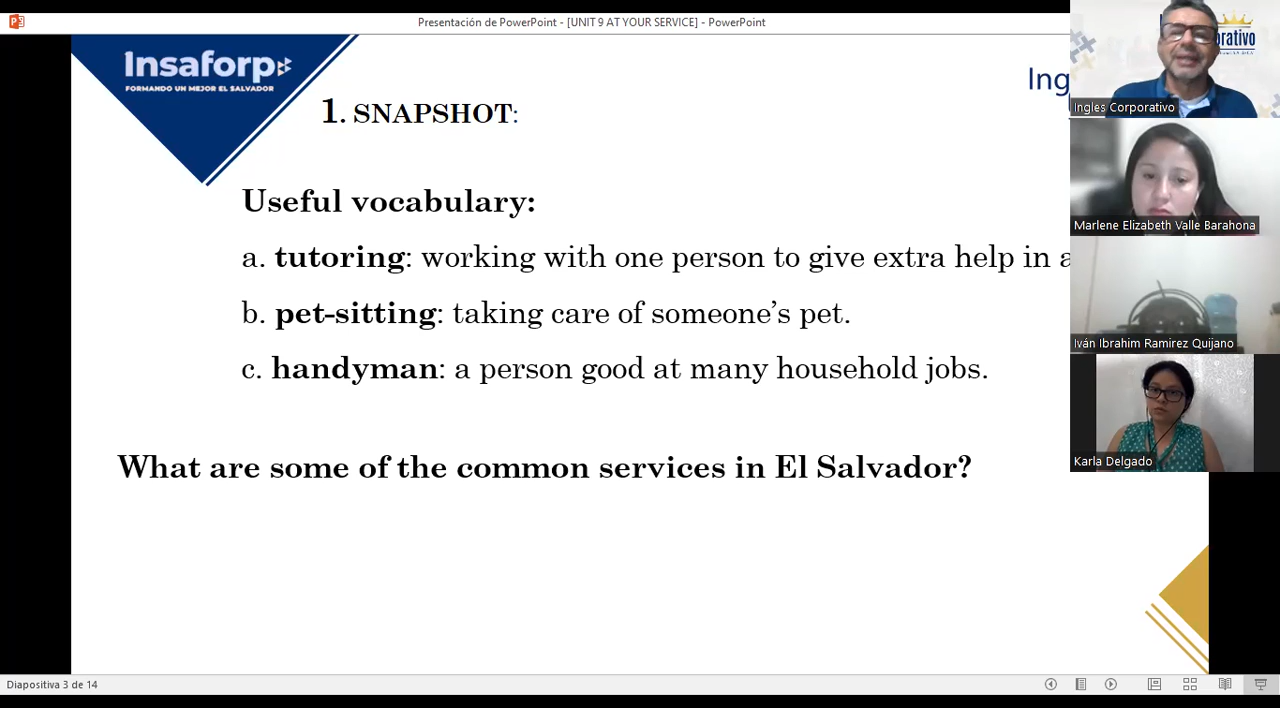 Presentación de PowerPoint - [UNIT 9 AT YOUR SERVICE] - PowerPoint
Insaforp
FORMANDO UN MEJOR EL SALVADOR
Ing
1. SNAPSHOT:
Useful vocabulary:
a. tutoring: working with one person to give extra help in a
b. pet-sitting: taking care of someone's pet.
c. handyman: a person good at many household jobs.
What are some of the common services in El Salvador?
Ingles Corporativo
Marlene Elizabeth Valle Barahona
Iván Ibrahim Ramirez Quijano
Karla Delgado
Diapositiva 3 de 14